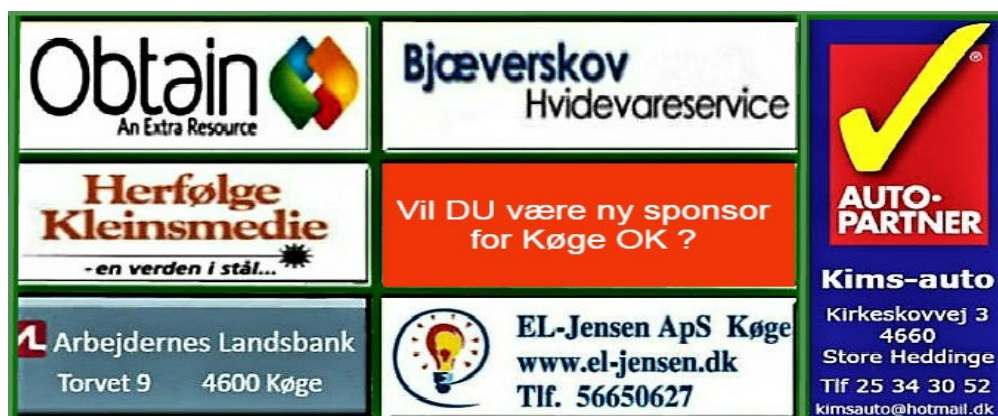 Obtain
An Extra Resource
Bjæverskov
Hvidevareservice
Herfølge
Kleinsmedie
- en verden i stål...
Vil DU være ny sponsor
for Køge OK ?
AL Arbejdernes Landsbank
Torvet 9 4600 Køge
EL-Jensen ApS Køge
www.el-jensen.dk
Tlf. 56650627
®
AUTO-
PARTNER
Kims-auto
Kirkeskovvej 3
4660
Store Heddinge
Tlf 25 34 30 52
kimsauto@hotmail.dk